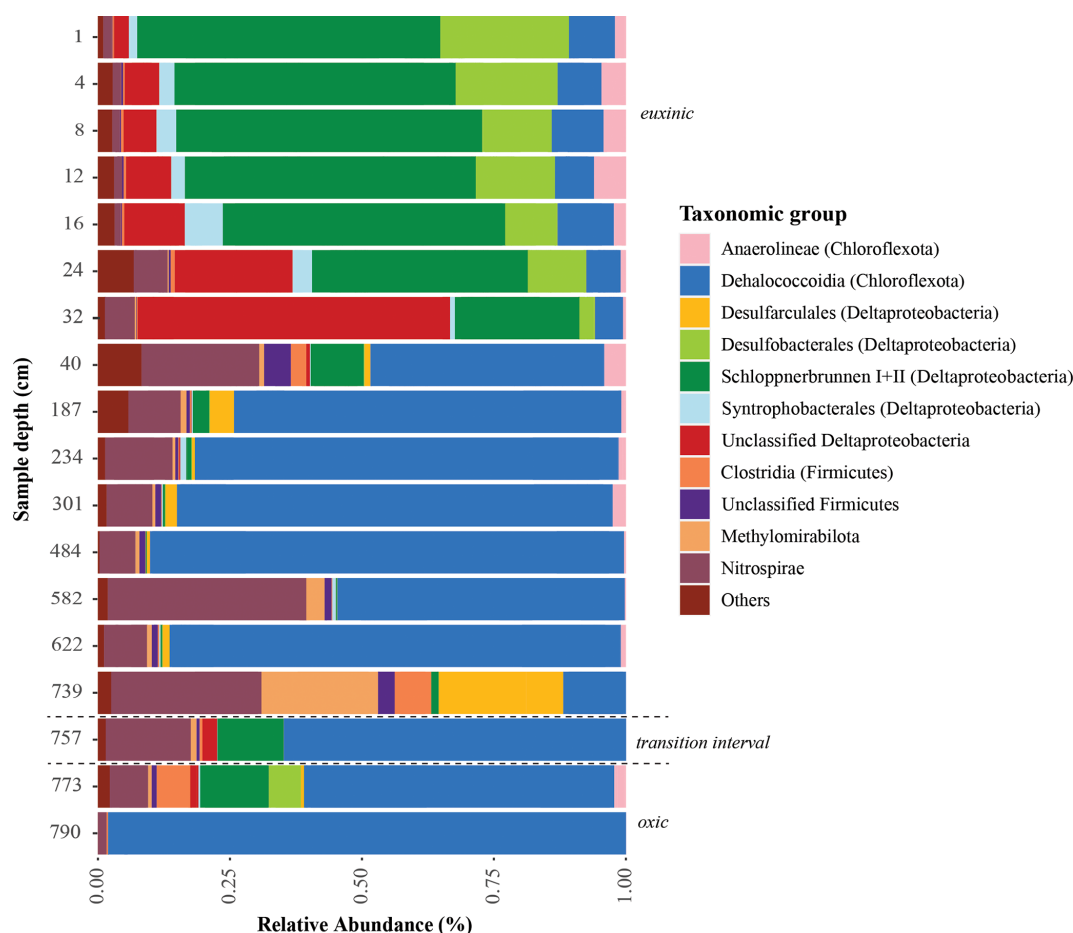 1
4
euxinic
8
12
16
24
32
40
187
234
301
484
582
622
739
757
transition interval
773
790
oxic
Sample depth (cm)
0.00
0.25
0.50
0.75
1.00
Relative Abundance (%)
Taxonomic group
Anaerolineae (Chloroflexota)
Dehalococcoidia (Chloroflexota)
Desulfarculales (Deltaproteobacteria)
Desulfobacterales (Deltaproteobacteria)
Schloppnerbrunnen I+II (Deltaproteobacteria)
Syntrophobacterales (Deltaproteobacteria)
Unclassified Deltaproteobacteria
Clostridia (Firmicutes)
Unclassified Firmicutes
Methylomirabilota
Nitrospirae
Others